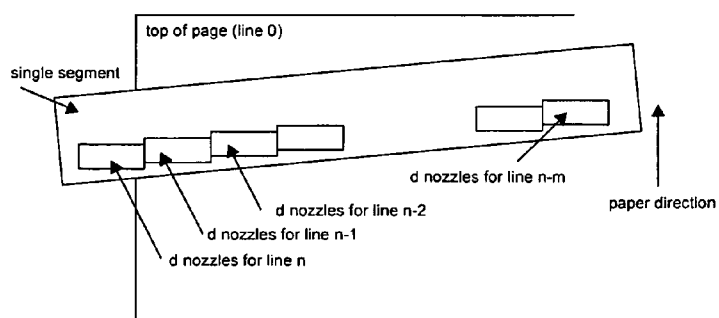 top of page (line 0)
single segment
d nozzles for line n-m
paper direction
d nozzles for line n-2
d nozzles for line n-1
d nozzles for line n